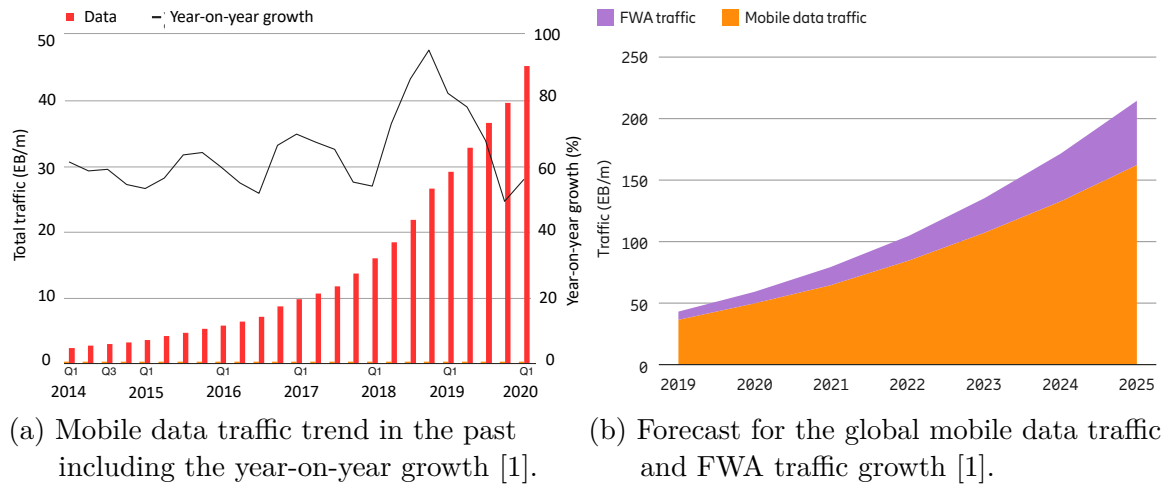 Data Year-on-year growth
50 100
40 80
30 60
20 40
10 20
0 0
Total traffic (EB/m)
Year-on-year growth (%)
Q1 Q3 Q1 Q1 Q1 Q1 Q1 Q1
2014 2015 2016 2017 2018 2019 2020
(a) Mobile data traffic trend in the past
including the year-on-year growth [1].
FWA traffic Mobile data traffic
250
200
150
100
50
0
Traffic (EB/m)
2019 2020 2021 2022 2023 2024 2025
(b) Forecast for the global mobile data traffic
and FWA traffic growth [1].